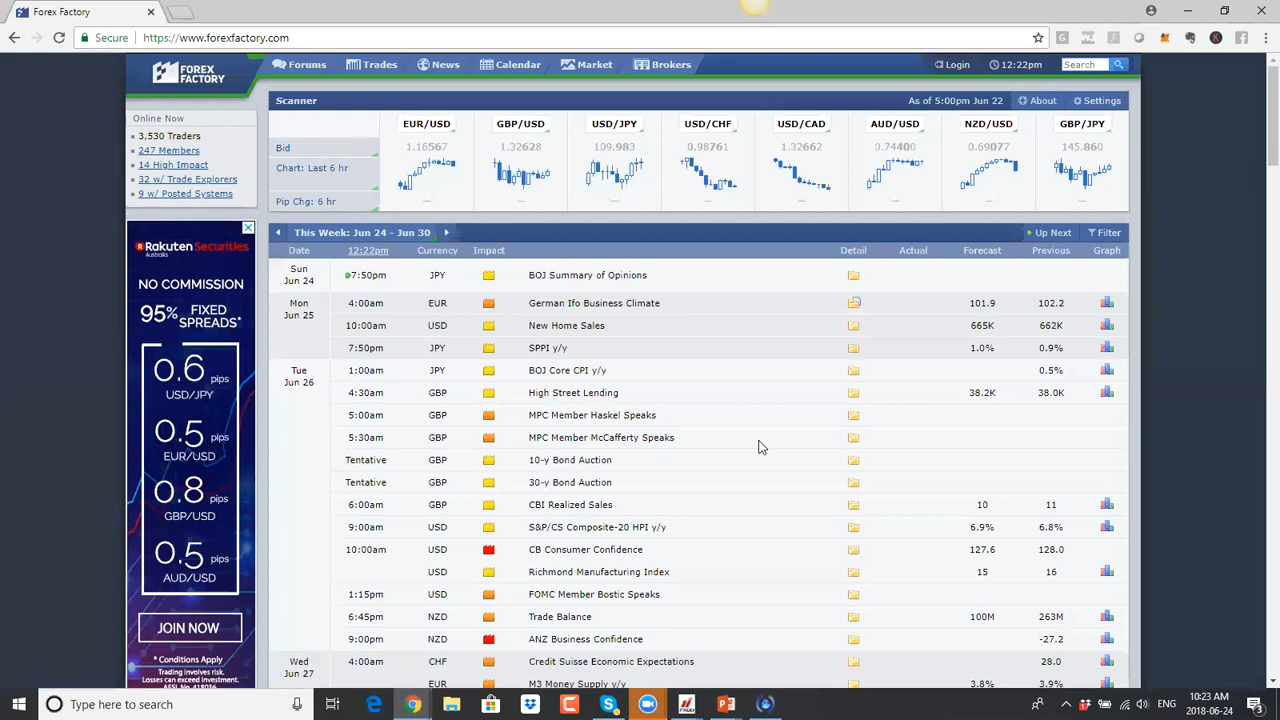 Forex Factory
Secure https://www.forexfactory.com
FOREX FACTORY
Forums Trades News Calendar Market Brokers Login 12:22pm Search
Online Now
3,530 Traders
247 Members
14 High Impact
32 w/ Trade Explorers
9 w/ Posted Systems
Scanner As of 5:00pm Jun 22 About Settings
EUR/USD GBP/USD USD/JPY USD/CHF USD/CAD AUD/USD NZD/USD GBP/JPY
Bid 1.16567 1.32628 109.983 0.98761 1.32662 0.74400 0.69077 145.860
Chart: Last 6 hr
Pip Chg: 6 hr
This Week: Jun 24 - Jun 30 Up Next Filter
Date 12:22pm Currency Impact Detail Actual Forecast Previous Graph
Sun Jun 24 7:50pm JPY BOJ Summary of Opinions
Mon Jun 25 4:00am EUR German Ifo Business Climate 101.9 102.2
10:00am USD New Home Sales 665K 662K
7:50pm JPY SPPI y/y 1.0% 0.9%
Tue Jun 26 1:00am JPY BOJ Core CPI y/y 0.5%
4:30am GBP High Street Lending 38.2K 38.0K
5:00am GBP MPC Member Haskel Speaks
5:30am GBP MPC Member McCafferty Speaks
Tentative GBP 10-y Bond Auction
Tentative GBP 30-y Bond Auction
6:00am GBP CBI Realized Sales 10 11
9:00am USD S&P/CS Composite-20 HPI y/y 6.9% 6.8%
10:00am USD CB Consumer Confidence 127.6 128.0
USD Richmond Manufacturing Index 15 16
1:15pm USD FOMC Member Bostic Speaks
6:45pm NZD Trade Balance 100M 263M
9:00pm NZD ANZ Business Confidence -27.2
Wed Jun 27 4:00am CHF Credit Suisse Economic Expectations 28.0
EUR M3 Money Supply y/y 3.8% 3.9%
Rakuten Securities
Australia
NO COMMISSION
95% FIXED SPREADS*
0.6 pips
USD/JPY
0.5 pips
EUR/USD
0.8 pips
GBP/USD
0.5 pips
AUD/USD
JOIN NOW
* Conditions Apply
Trading involves risk.
Losses can exceed investment.
AFSL No. 418036
Type here to search
ENG
10:23 AM
2018-06-24